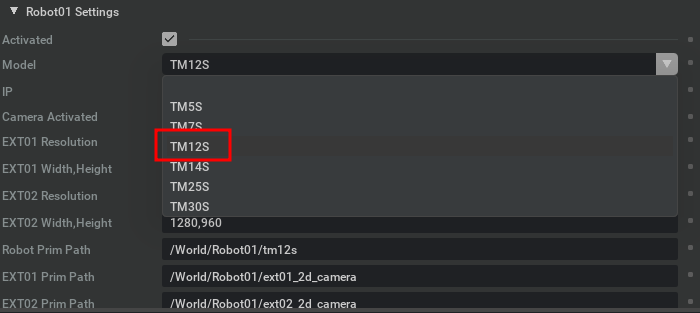 Robot01 Settings
Activated
Model TM12S
IP
TM5S
Camera Activated
TM7S
EXT01 Resolution
TM12S
EXT01 Width,Height
TM14S
EXT02 Resolution
TM25S
TM30S
EXT02 Width,Height 1280,960
Robot Prim Path /World/Robot01/tm12s
EXT01 Prim Path /World/Robot01/ext01_2d_camera
EXT02 Prim Path /World/Robot01/ext02_2d_camera